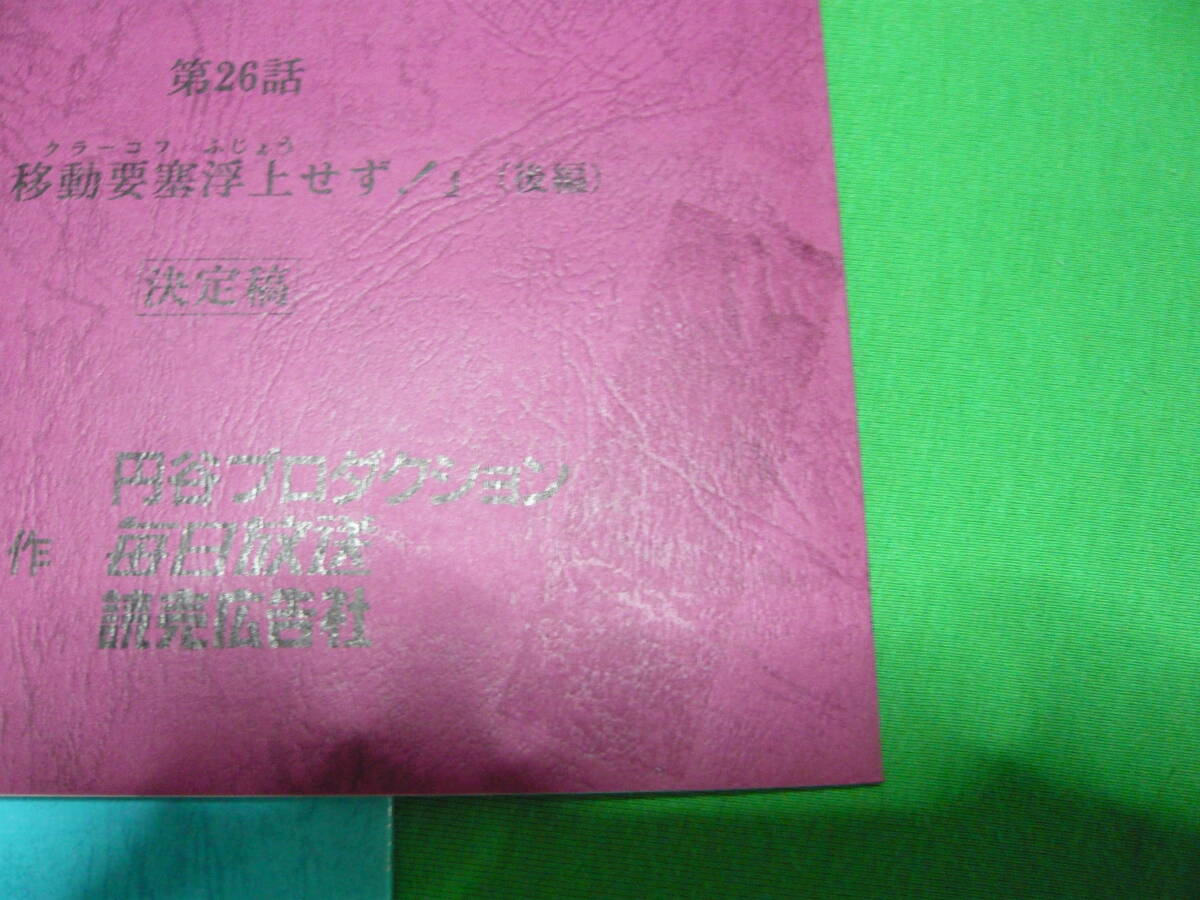 第26話
クラーコフ ふじょう
移動要塞浮上せず!」(後編)
決定稿
円谷プロダクション
作 毎日放送
読売広告社